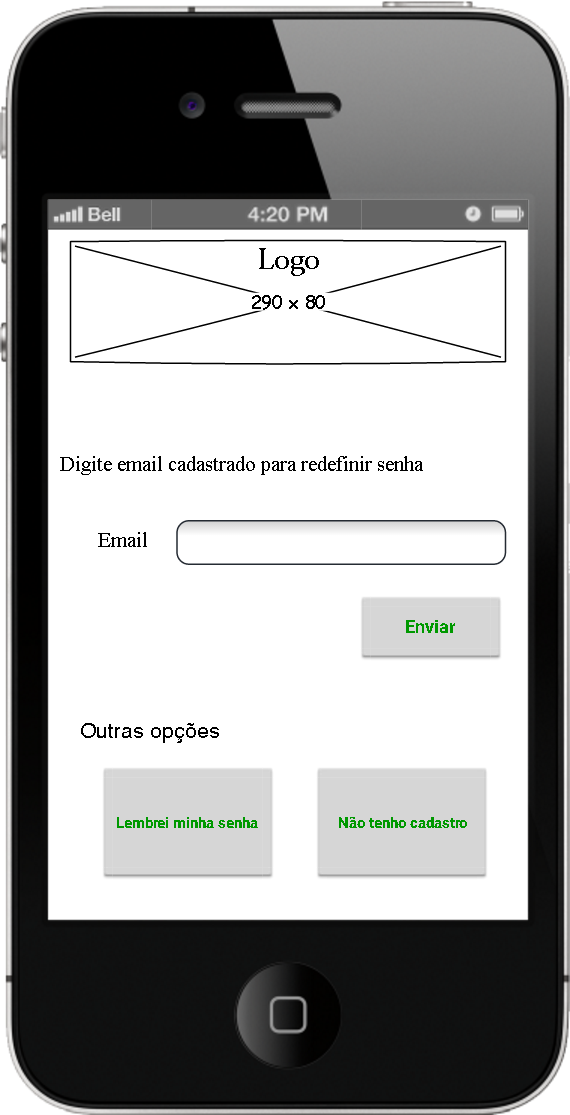 Bell
4:20 PM
Logo
290 x 80
Digite email cadastrado para redefinir senha
Email
Enviar
Outras opções
Lembrei minha senha
Não tenho cadastro